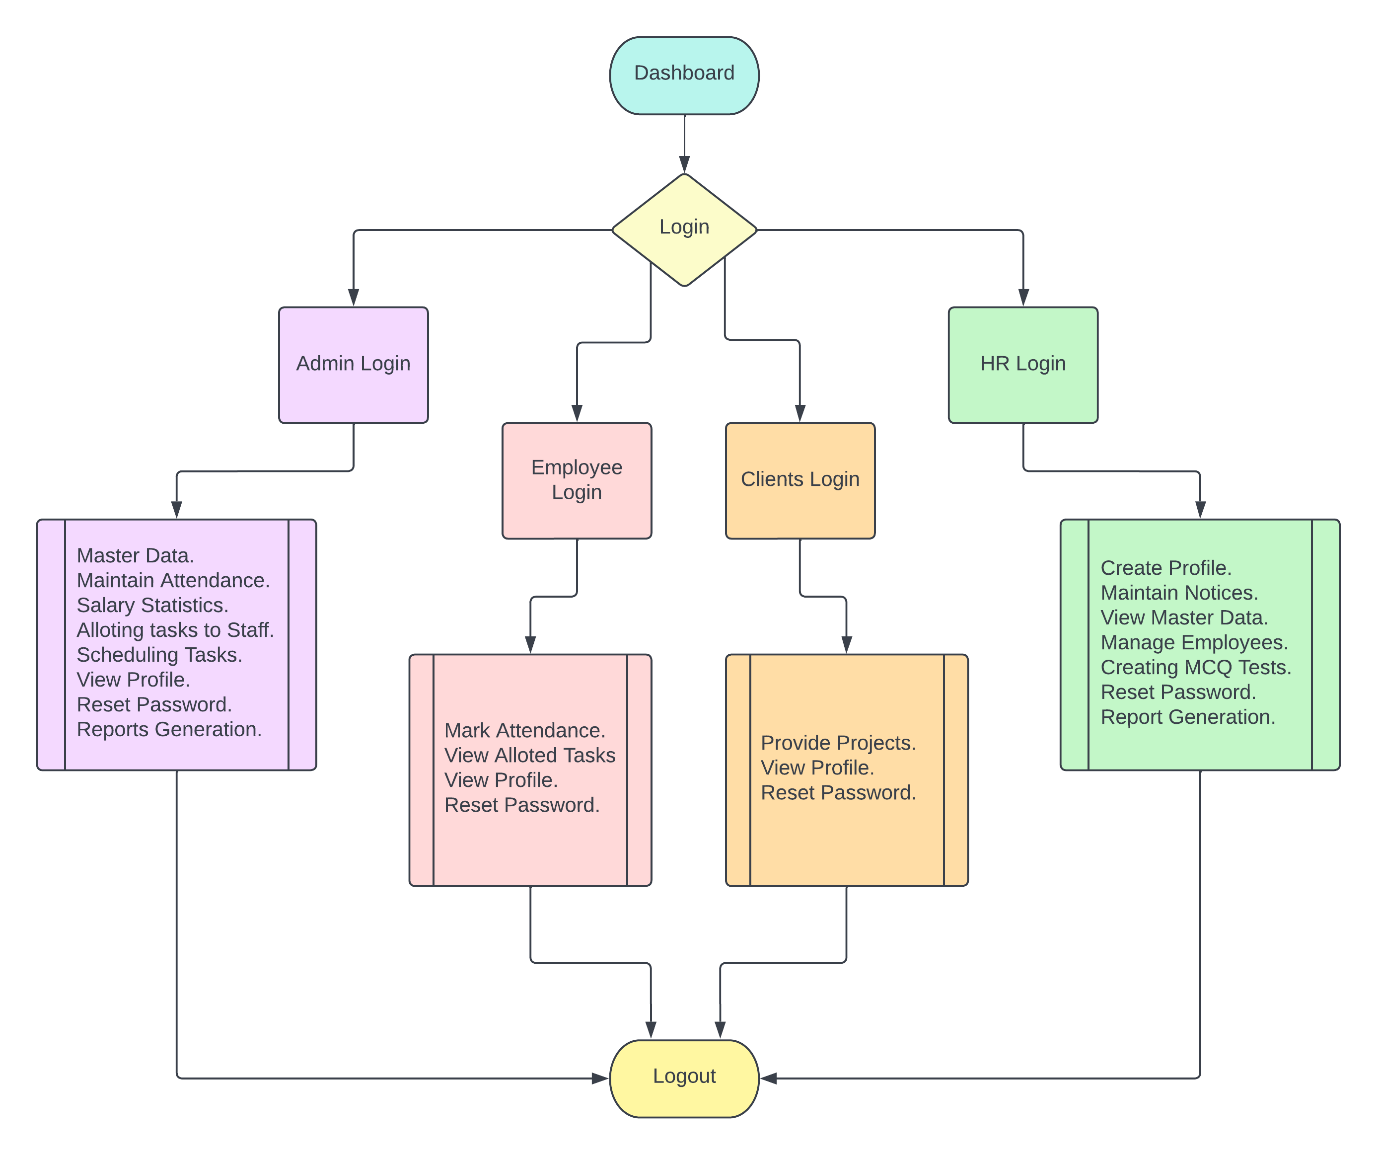 Dashboard
Login
Admin Login
HR Login
Employee
Login
Clients Login
Master Data.
Maintain Attendance.
Salary Statistics.
Alloting tasks to Staff.
Scheduling Tasks.
View Profile.
Reset Password.
Reports Generation.
Mark Attendance.
View Alloted Tasks
View Profile.
Reset Password.
Provide Projects.
View Profile.
Reset Password.
Create Profile.
Maintain Notices.
View Master Data.
Manage Employees.
Creating MCQ Tests.
Reset Password.
Report Generation.
Logout